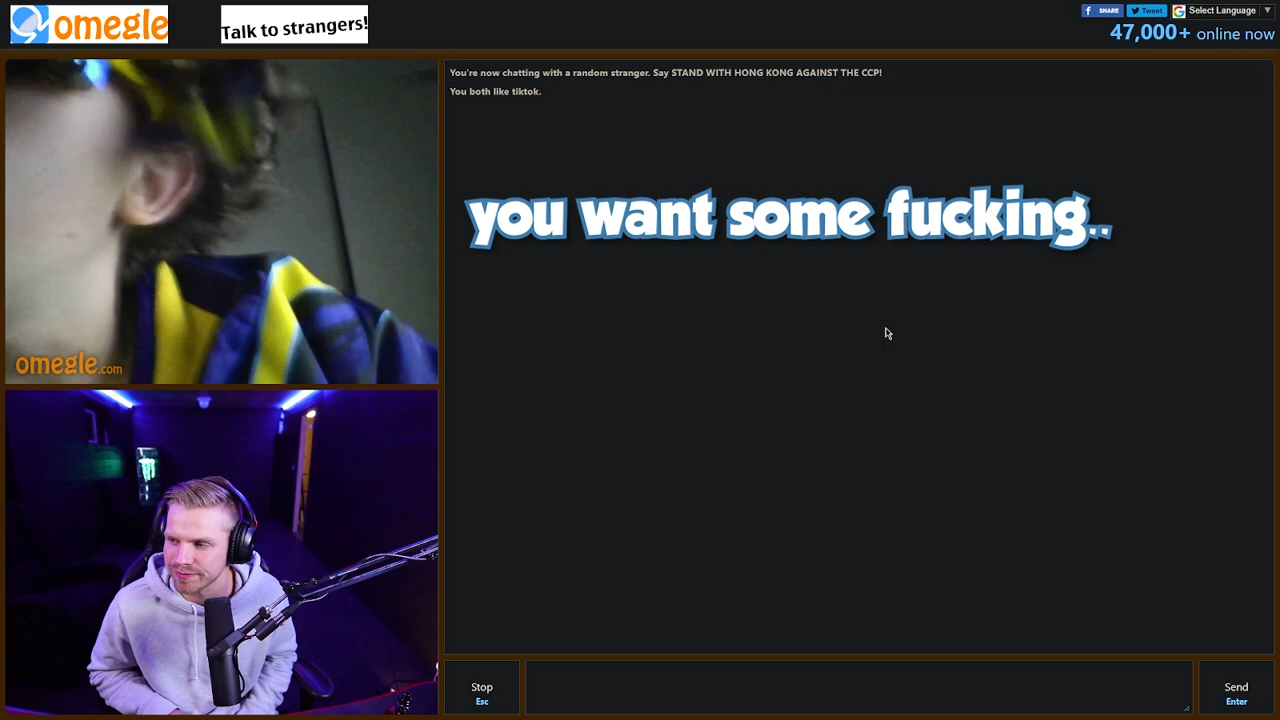 omegle
Talk to strangers!
SHARE
Tweet
Select Language
47,000+ online now
You're now chatting with a random stranger. Say STAND WITH HONG KONG AGAINST THE CCP!
You both like tiktok.
you want some fucking..
omegle.com
Stop
Esc
Send
Enter